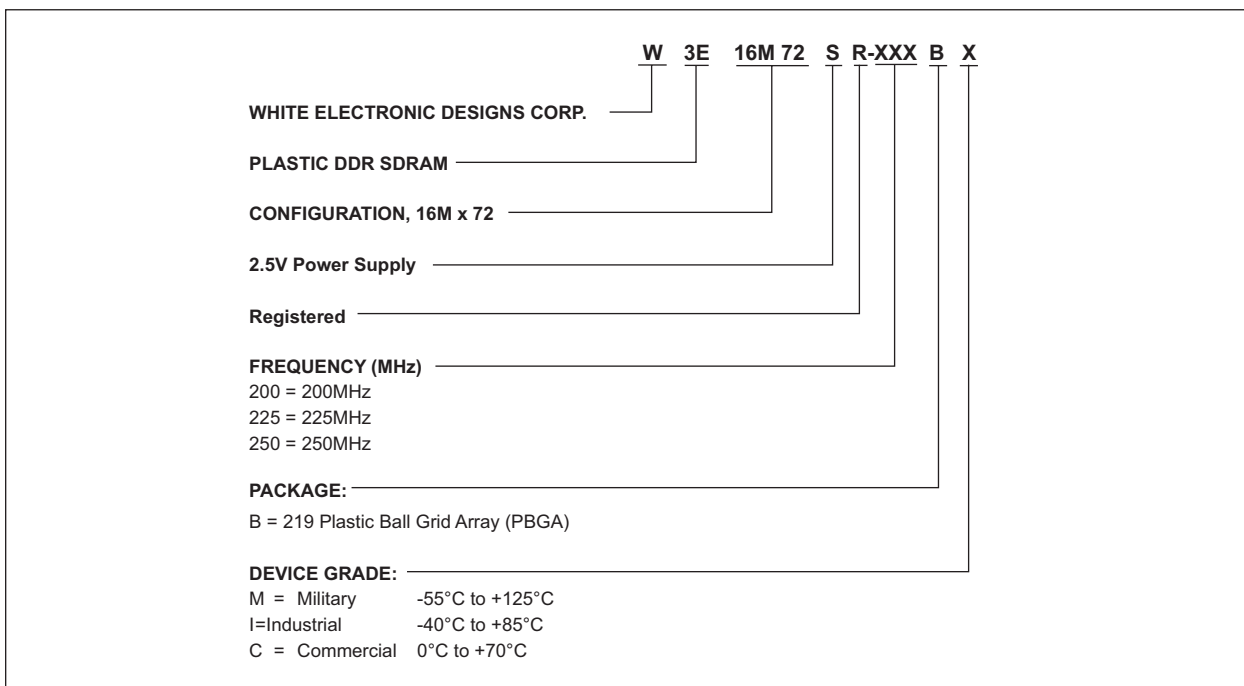 W 3E 16M 72 S R-XXX B X
WHITE ELECTRONIC DESIGNS CORP.
PLASTIC DDR SDRAM
CONFIGURATION, 16M x 72
2.5V Power Supply
Registered
FREQUENCY (MHz)
200 = 200MHz
225 = 225MHz
250 = 250MHz
PACKAGE:
B = 219 Plastic Ball Grid Array (PBGA)
DEVICE GRADE:
M = Military -55°C to +125°C
I=Industrial -40°C to +85°C
C = Commercial 0°C to +70°C